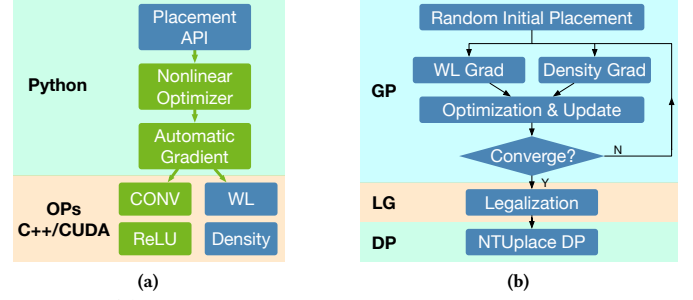 Placement
API
Nonlinear
Optimizer
Python
Automatic
Gradient
OPs
C++/CUDA
CONV
WL
ReLU
Density
(a)
Random Initial Placement
WL Grad
Density Grad
GP
Optimization & Update
Converge?
N
Y
LG
Legalization
DP
NTUplace DP
(b)